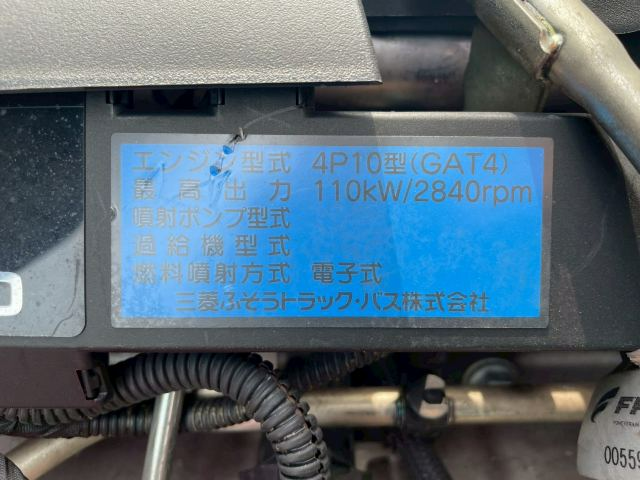 エンジン型式 4P10型(GAT4)
最高出力 110kW/2840rpm
噴射ポンプ型式
過給機型式
燃料噴射方式 電子式
三菱ふそうトラック・バス株式会社
0055